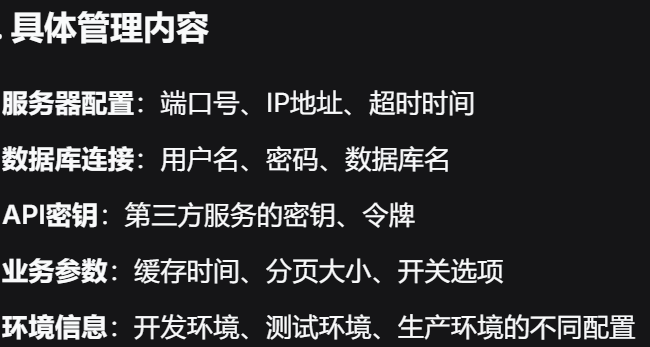 . 具体管理内容
服务器配置：端口号、IP地址、超时时间
数据库连接：用户名、密码、数据库名
API密钥：第三方服务的密钥、令牌
业务参数：缓存时间、分页大小、开关选项
环境信息：开发环境、测试环境、生产环境的不同配置